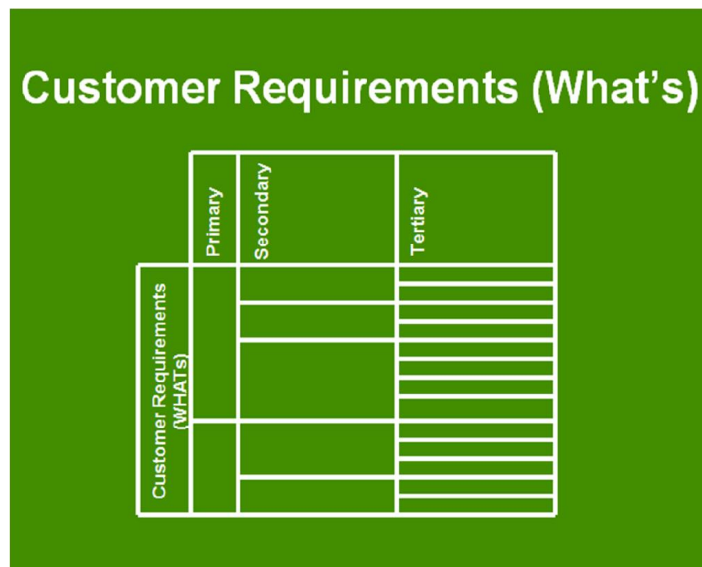 Customer Requirements (What's)
Primary
Secondary
Tertiary
Customer Requirements
(WHATs)